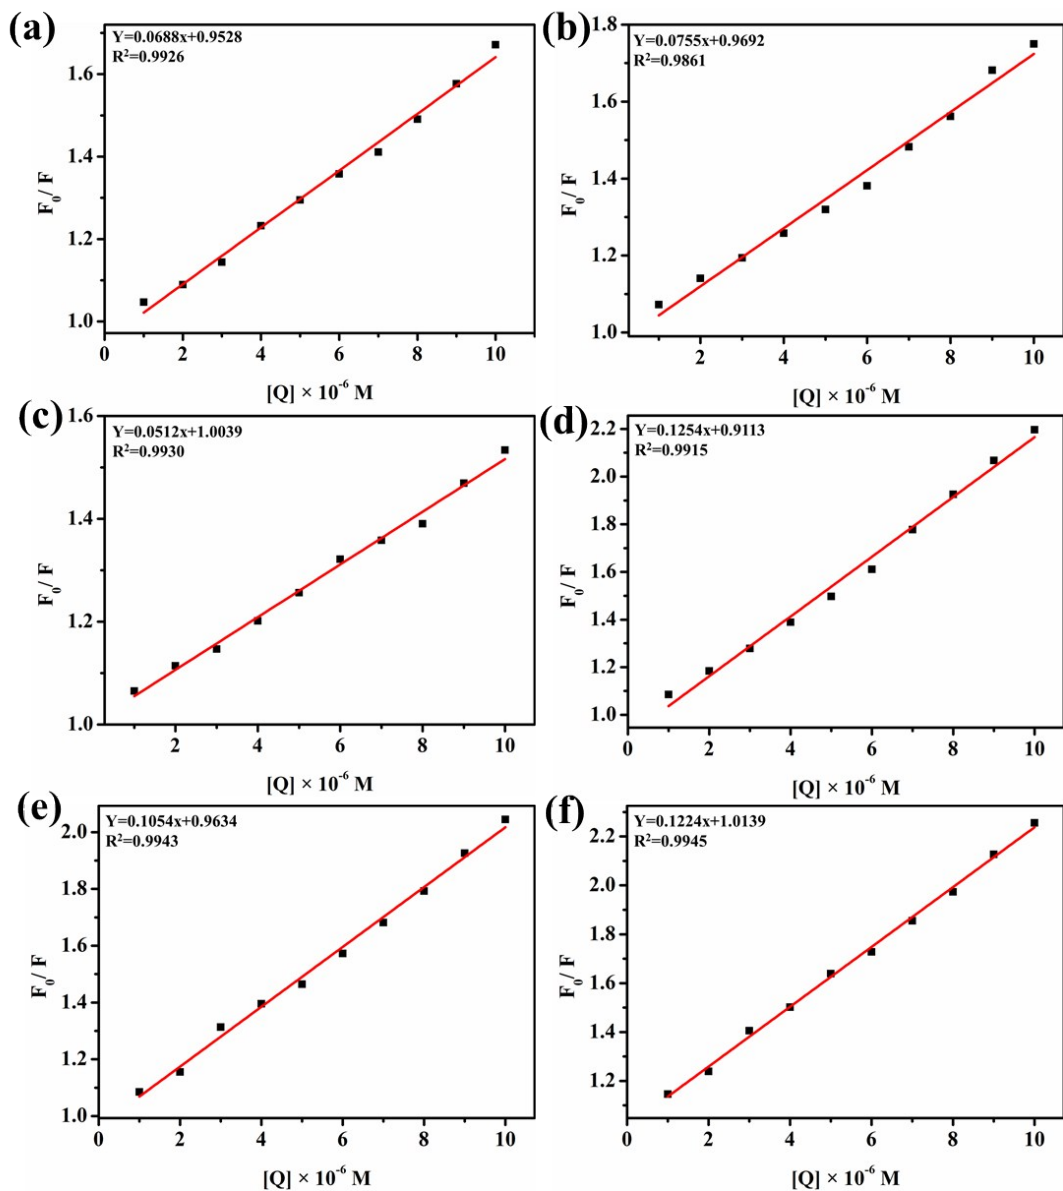 (a)
Y=0.0688x+0.9528
R²=0.9926
1.6
1.4
1.2
1.0
F₀/ F
0 2 4 6 8 10
[Q] × 10⁻⁶ M
(b)
Y=0.0755x+0.9692
R²=0.9861
1.8
1.6
1.4
1.2
1.0
F₀/ F
2 4 6 8 10
[Q] × 10⁻⁶ M
(c)
Y=0.0512x+1.0039
R²=0.9930
1.6
1.4
1.2
1.0
F₀/ F
2 4 6 8 10
[Q] × 10⁻⁶ M
(d)
Y=0.1254x+0.9113
R²=0.9915
2.2
2.0
1.8
1.6
1.4
1.2
1.0
F₀/ F
0 2 4 6 8 10
[Q] × 10⁻⁶ M
(e)
Y=0.1054x+0.9634
R²=0.9943
2.0
1.8
1.6
1.4
1.2
1.0
F₀/ F
0 2 4 6 8 10
[Q] × 10⁻⁶ M
(f)
Y=0.1224x+1.0139
R²=0.9945
2.2
2.0
1.8
1.6
1.4
1.2
F₀/ F
0 2 4 6 8 10
[Q] × 10⁻⁶ M